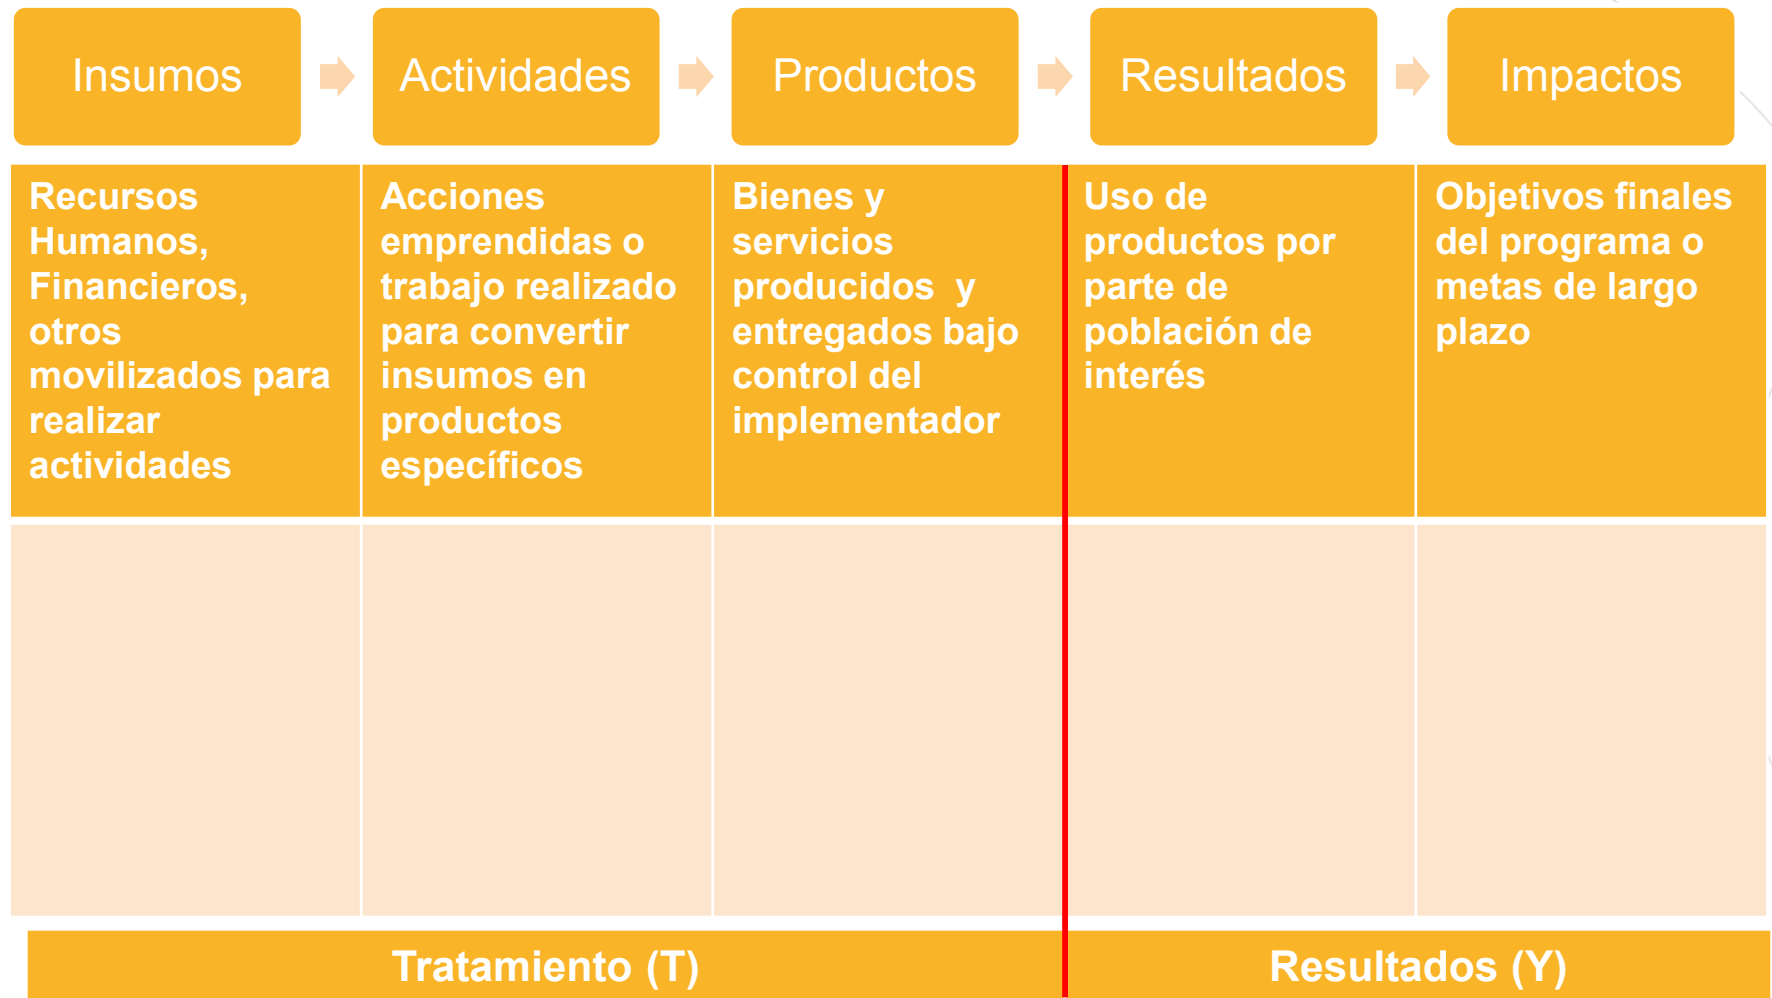 Insumos
Actividades
Productos
Resultados
Impactos
Recursos
Humanos,
Financieros,
otros
movilizados para
realizar
actividades
Acciones
emprendidas o
trabajo realizado
para convertir
insumos en
productos
específicos
Bienes y
servicios
producidos  y
entregados bajo
control del
implementador
Uso de
productos por
parte de
población de
interés
Objetivos finales
del programa o
metas de largo
plazo
Tratamiento (T)
Resultados (Y)